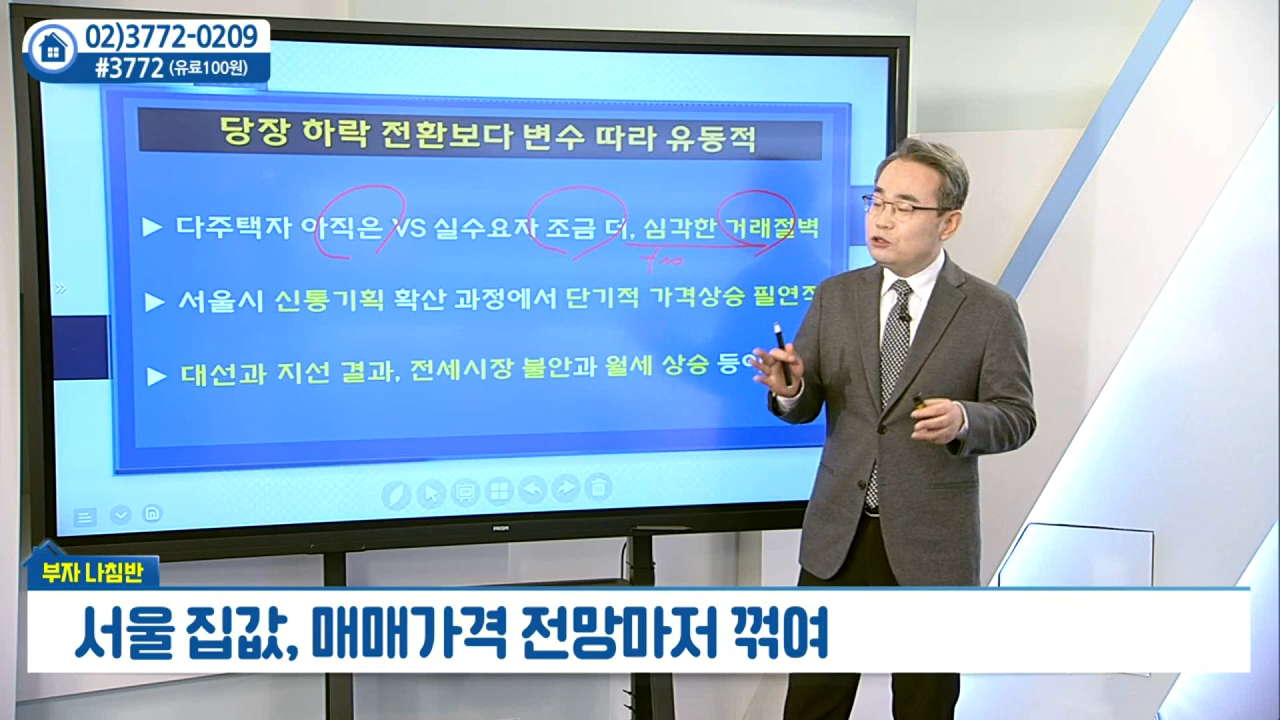 02)3772-0209
#3772 (유료100원)
당장 하락 전환보다 변수 따라 유동적
▶ 다주택자 아직은 VS 실수요자 조금 더, 심각한 거래절벽
▶ 서울시 신통기획 확산 과정에서 단기적 가격상승 필연적
▶ 대선과 지선 결과, 전세시장 불안과 월세 상승 등
PRISM
부자 나침반
서울 집값, 매매가격 전망마저 꺾여